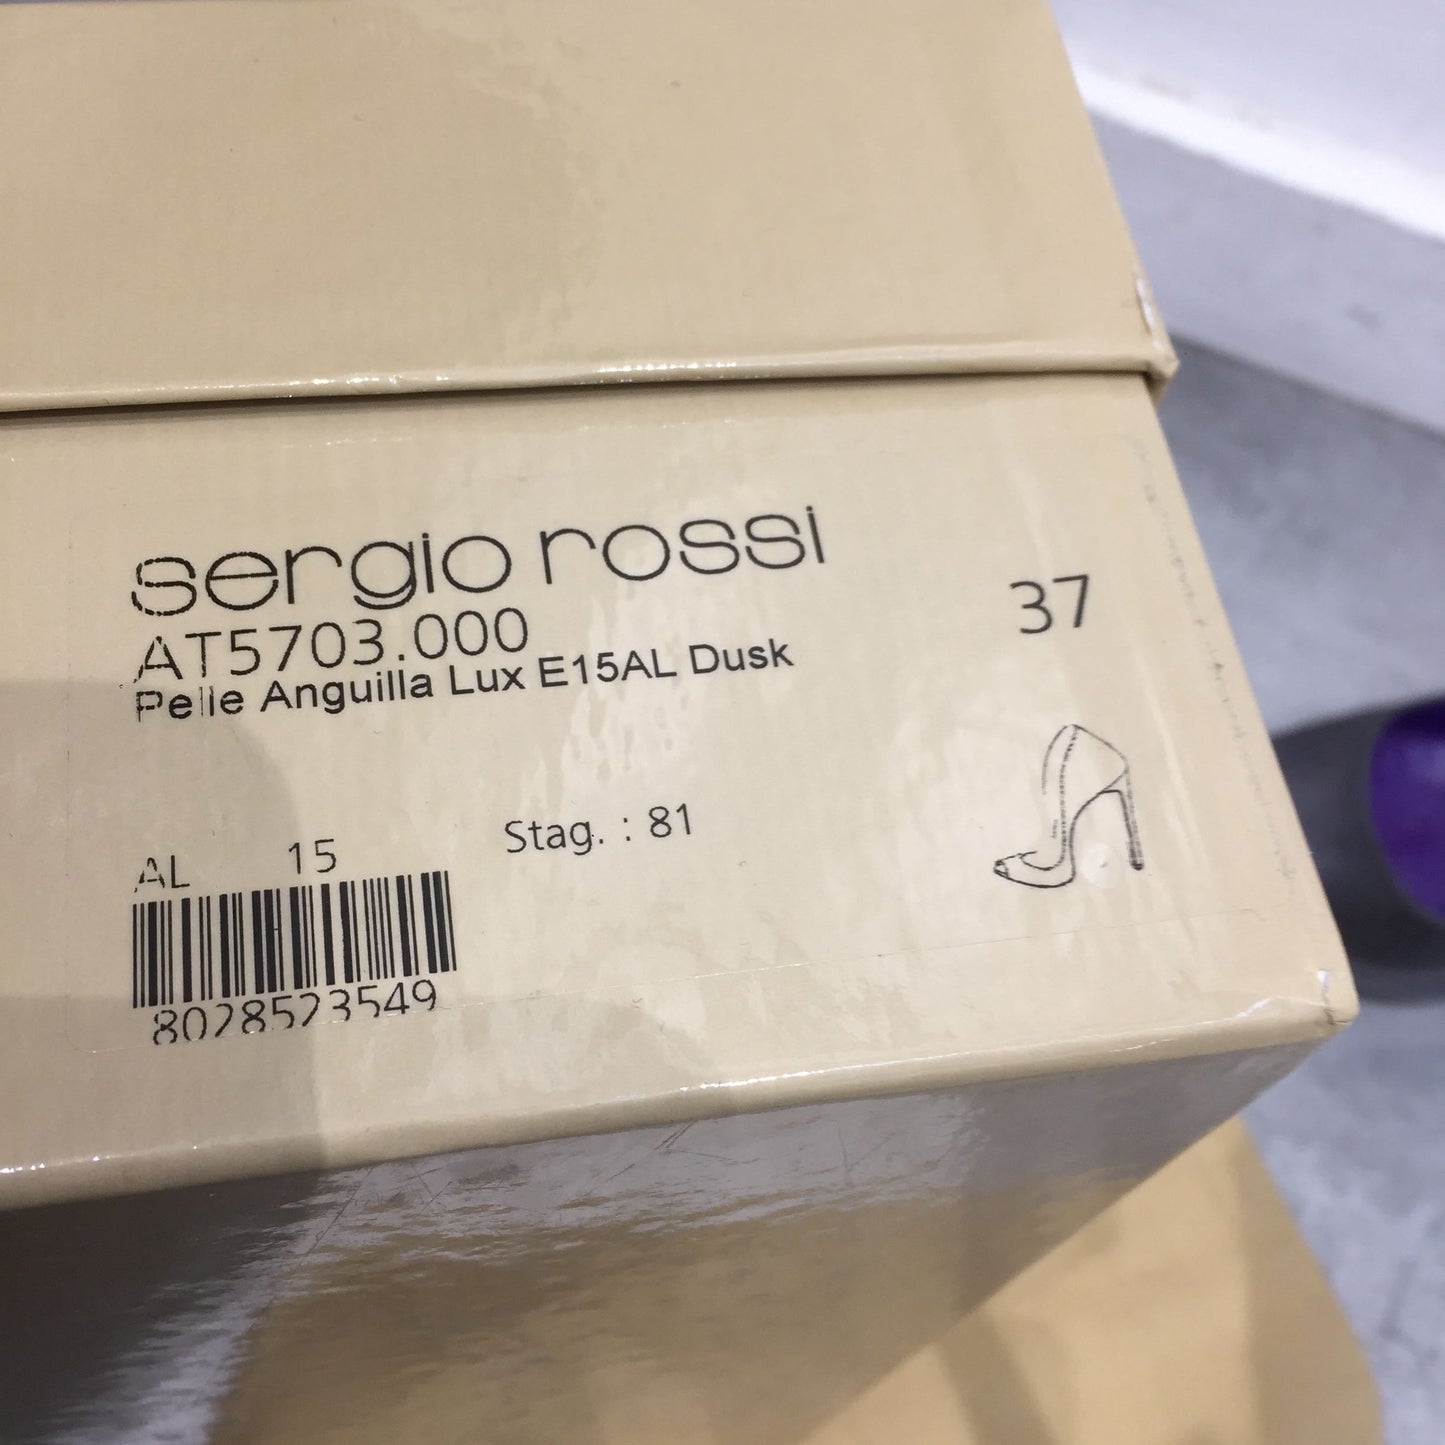 sergio rossi
AT5703.000
37
Pelle Anguilla Lux E15AL Dusk
Stag. : 81
AL 15
8028523549